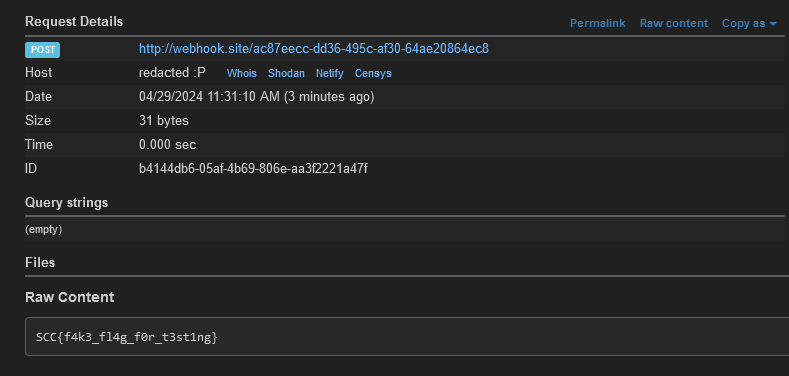 Request Details Permalink Raw content Copy as
POST http://webhook.site/ac87eecc-dd36-495c-af30-64ae20864ec8
Host redacted :P Whois Shodan Netify Censys
Date 04/29/2024 11:31:10 AM (3 minutes ago)
Size 31 bytes
Time 0.000 sec
ID b4144db6-05af-4b69-806e-aa3f2221a47f
Query strings
(empty)
Files
Raw Content
SCC{f4k3_fl4g_f0r_t3st1ng}